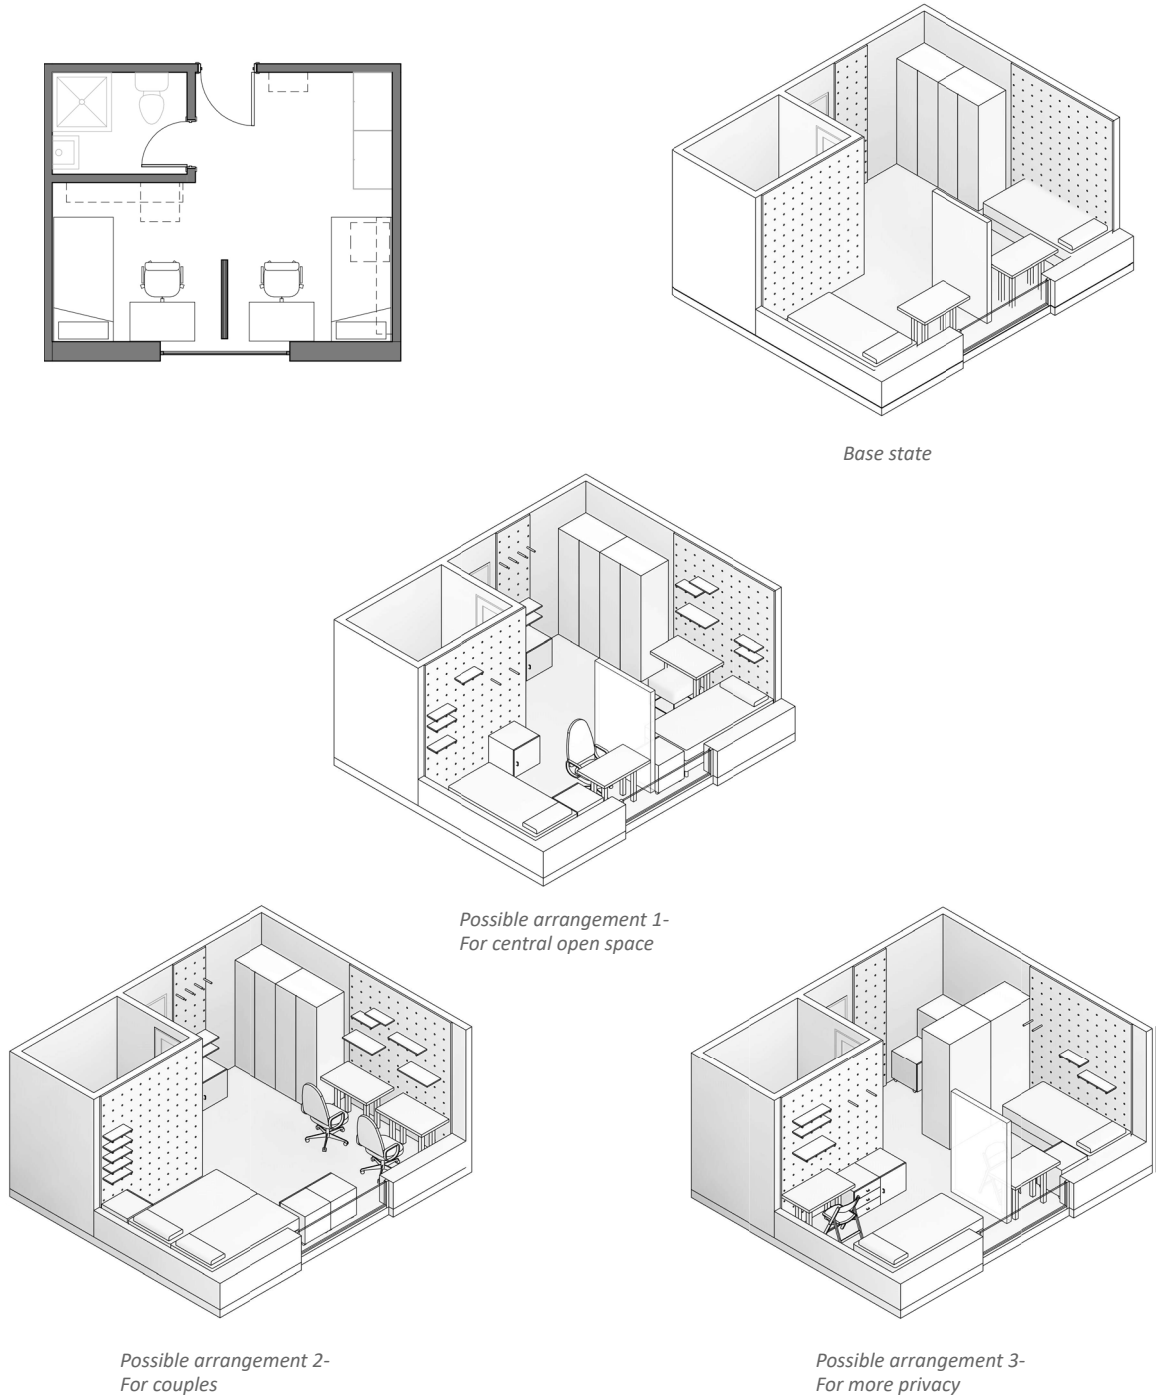 Base state
Possible arrangement 1-
For central open space
Possible arrangement 2-
For couples
Possible arrangement 3-
For more privacy